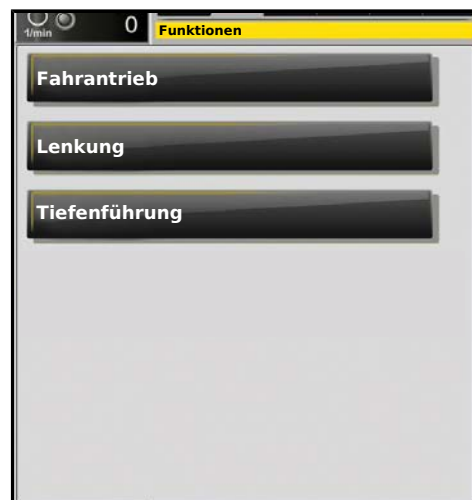 1/min
0
Funktionen
Fahrantrieb
Lenkung
Tiefenführung